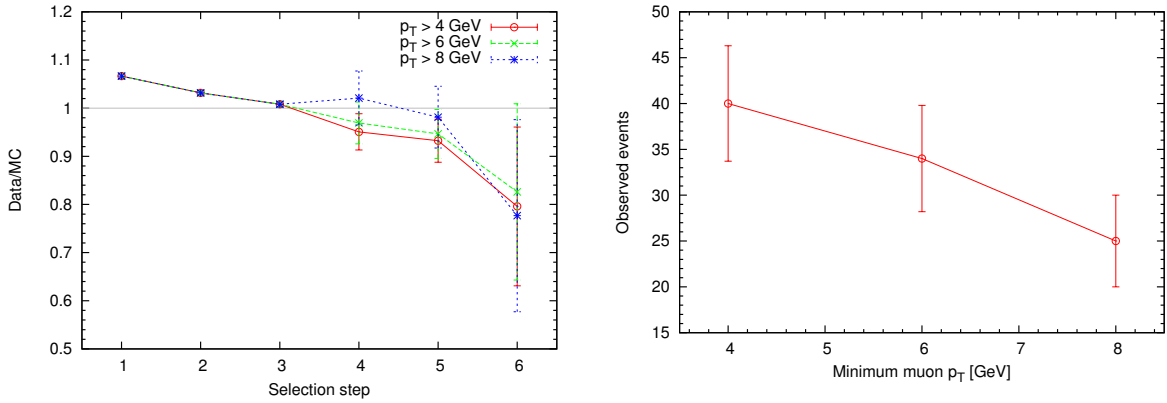 p_T > 4 GeV
p_T > 6 GeV
p_T > 8 GeV
1.2
1.1
1
0.9
0.8
0.7
0.6
0.5
Data/MC
1 2 3 4 5 6
Selection step
50
45
40
35
30
25
20
15
Observed events
4 5 6 7 8
Minimum muon p_T [GeV]